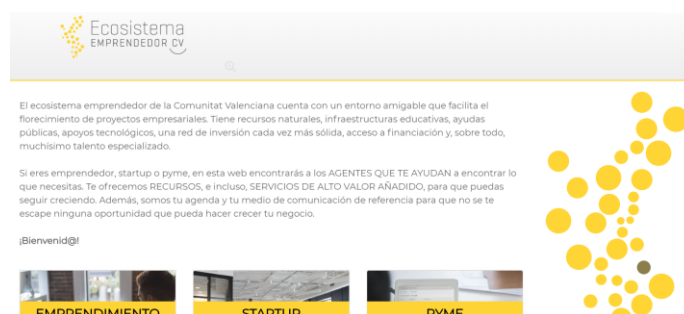 Ecosistema
EMPRENDEDOR CV
El ecosistema emprendedor de la Comunitat Valenciana cuenta con un entorno amigable que facilita el
florecimiento de proyectos empresariales. Tiene recursos naturales, infraestructuras educativas, ayudas
públicas, apoyos tecnológicos, una red de inversión cada vez más sólida, acceso a financiación y, sobre todo,
muchísimo talento especializado.
Si eres emprendedor, startup o pyme, en esta web encontrarás a los AGENTES QUE TE AYUDAN a encontrar lo
que necesitas. Te ofrecemos RECURSOS, e incluso, SERVICIOS DE ALTO VALOR AÑADIDO, para que puedas
seguir creciendo. Además, somos tu agenda y tu medio de comunicación de referencia para que no se te
escape ninguna oportunidad que pueda hacer crecer tu negocio.
¡Bienvenid@!
EMPRENDIMIENTO STARTUP PYME